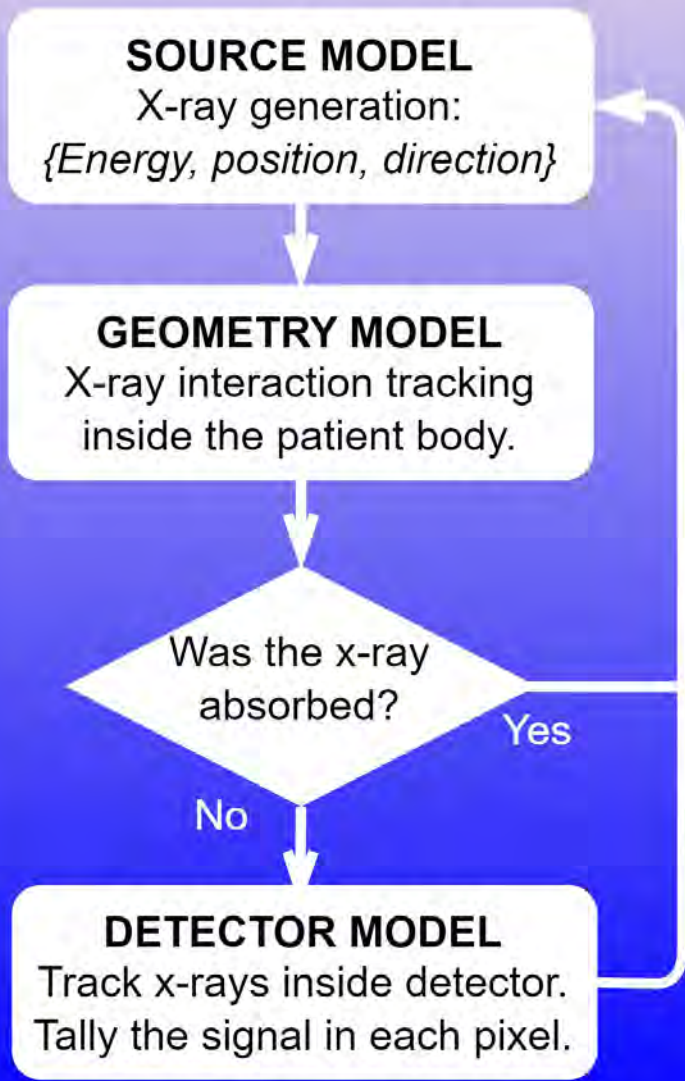 SOURCE MODEL
X-ray generation:
{Energy, position, direction}
GEOMETRY MODEL
X-ray interaction tracking
inside the patient body.
Was the x-ray
absorbed?
Yes
No
DETECTOR MODEL
Track x-rays inside detector.
Tally the signal in each pixel.